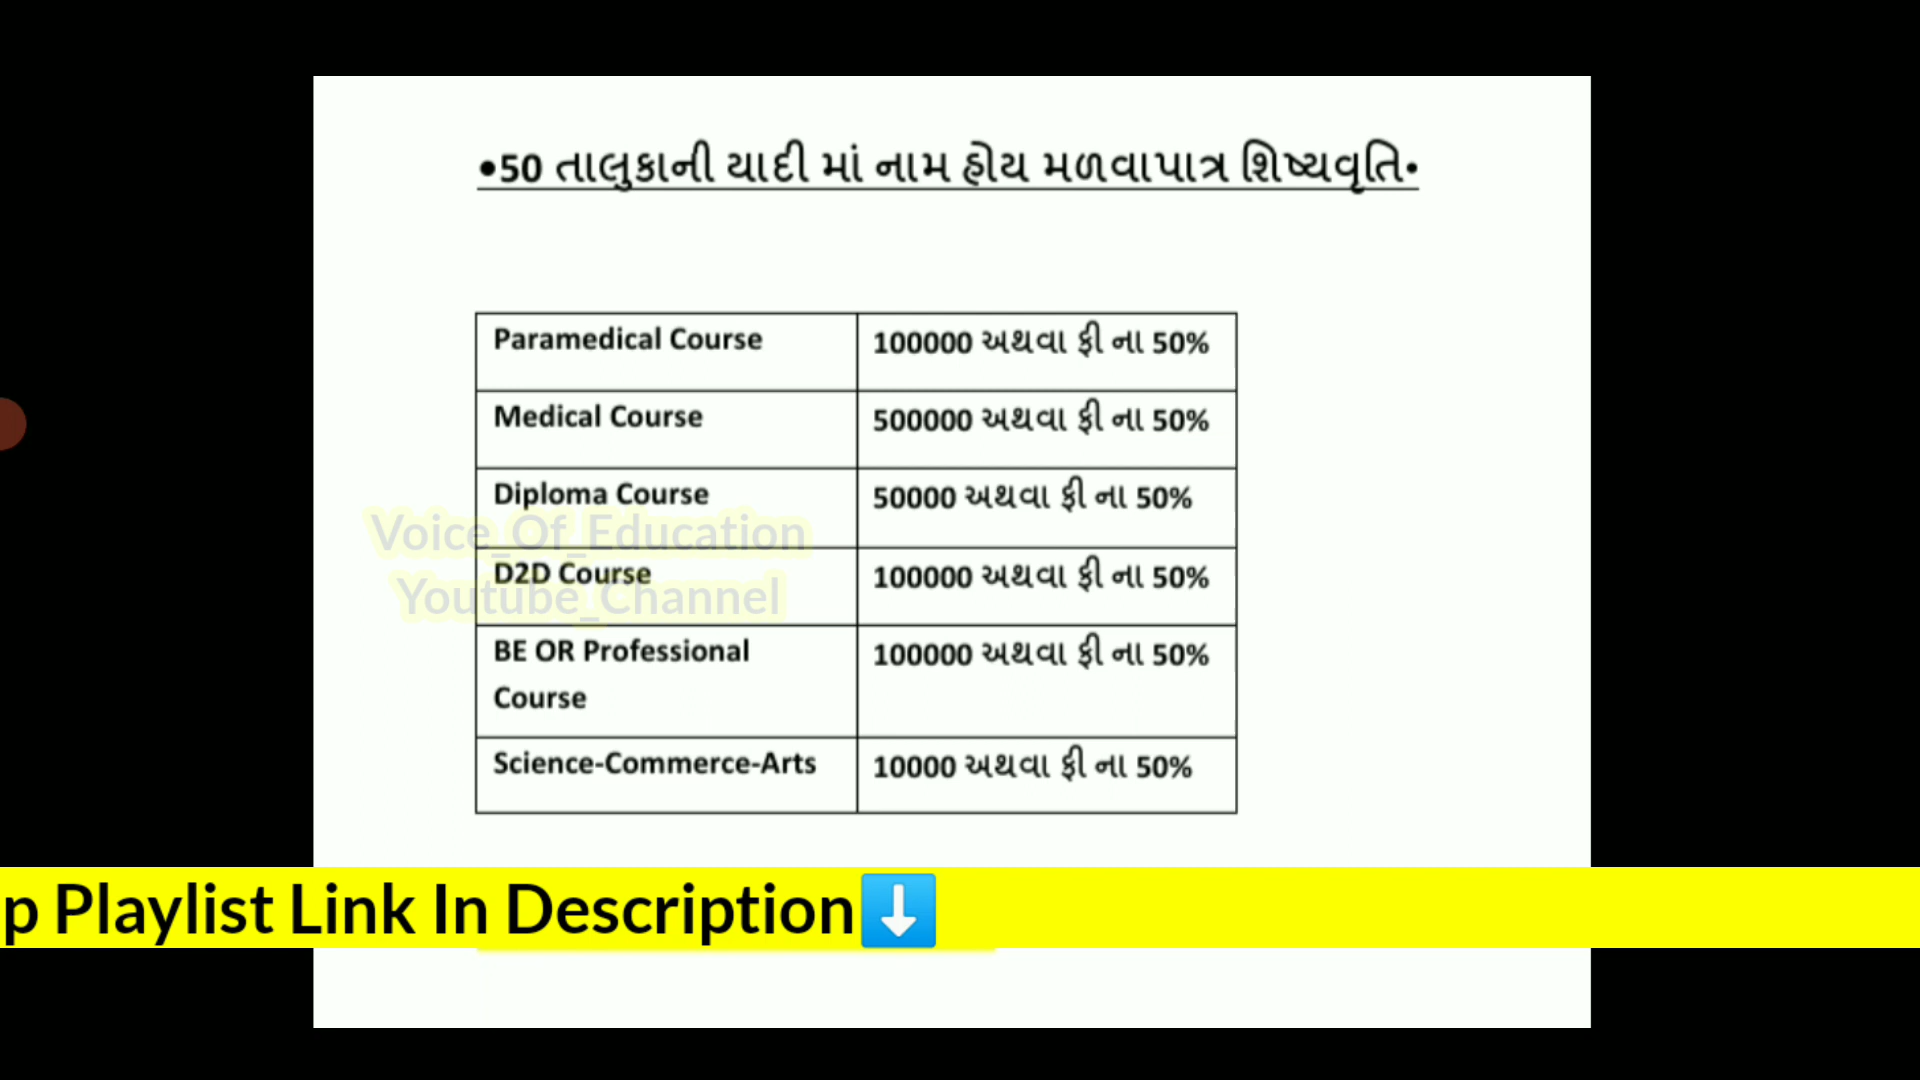 •50 તાલુકાની યાદી માં નામ હોય મળવાપાત્ર શિષ્યવૃતિ•
Paramedical Course 100000 અથવા ફી ના 50%
Medical Course 500000 અથવા ફી ના 50%
Diploma Course 50000 અથવા ફી ના 50%
Voice_Of_Education
D2D Course 100000 અથવા ફી ના 50%
Youtube_Channel
BE OR Professional 100000 અથવા ફી ના 50%
Course
Science-Commerce-Arts 10000 અથવા ફી ના 50%
p Playlist Link In Description⬇️